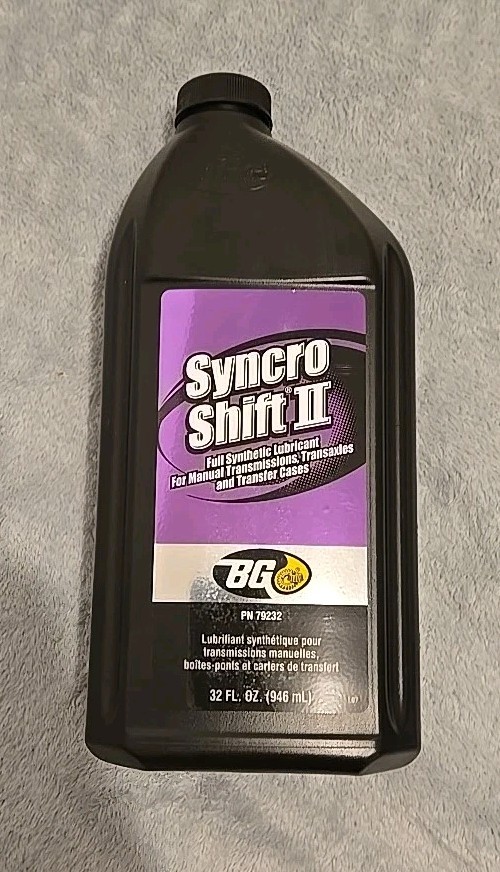 Syncro
Shift® II
Full Synthetic Lubricant
For Manual Transmissions, Transaxles
and Transfer Cases
BG
PN 79232
Lubrifiant synthétique pour
transmissions manuelles,
boîtes-ponts et carters de transfert
32 FL. OZ. (946 mL)